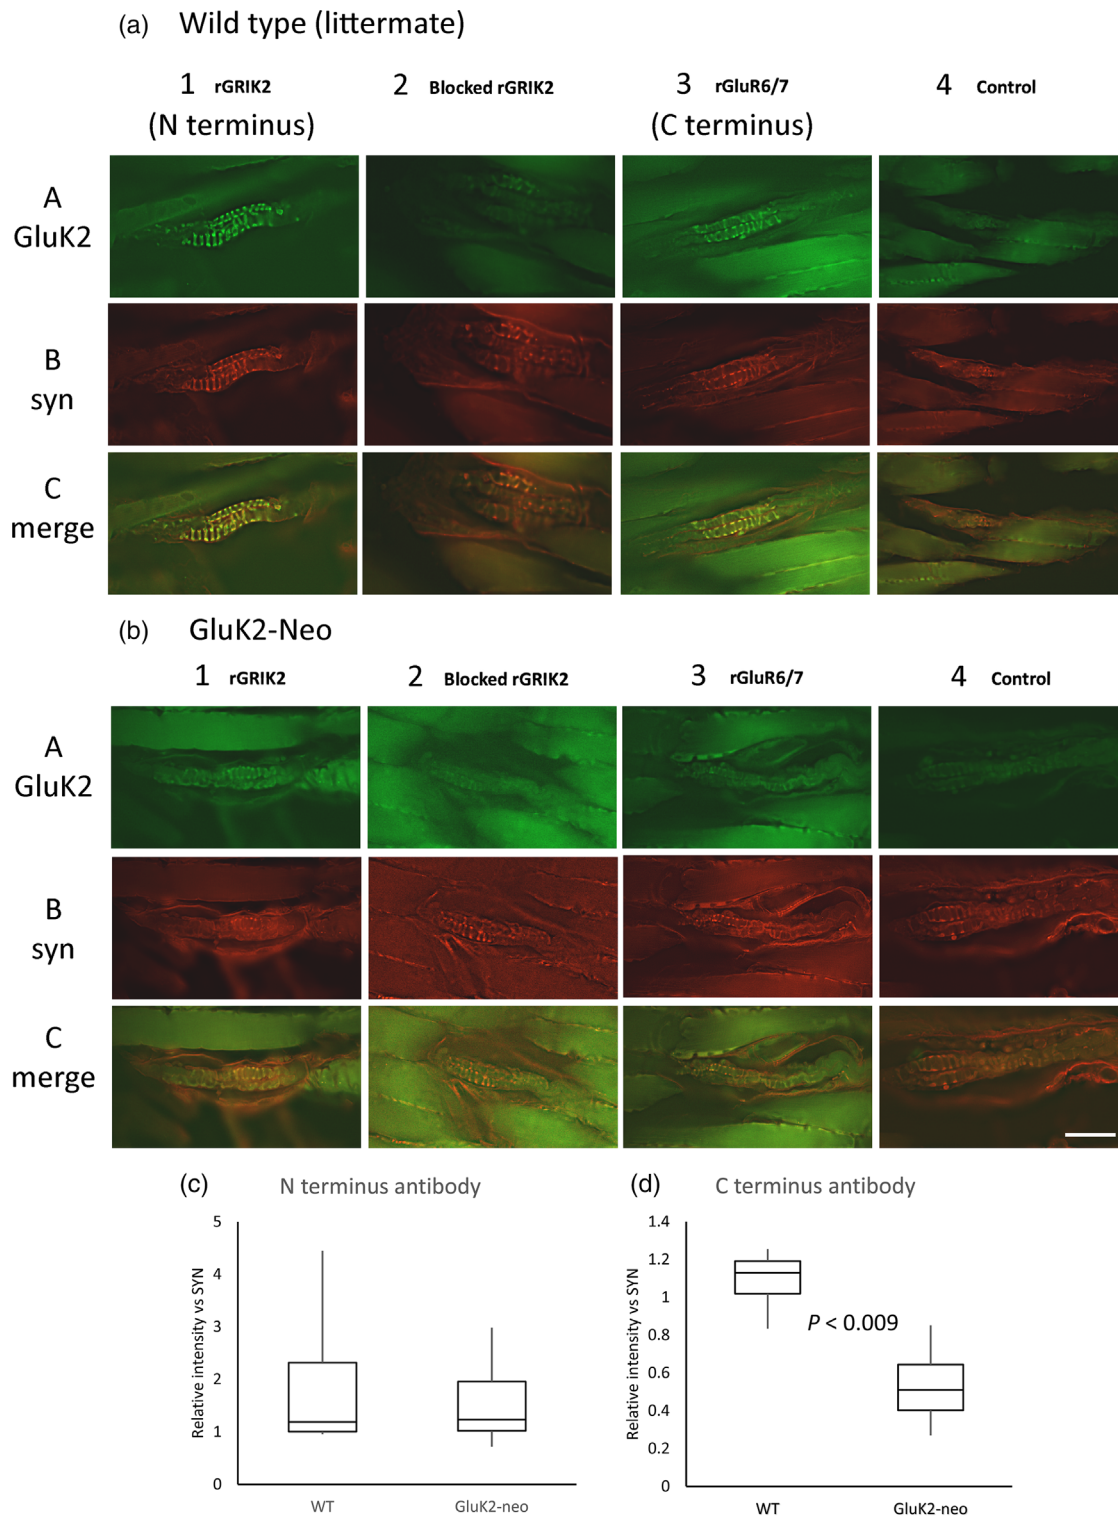 (a) Wild type (littermate)
1 rGRIK2 2 Blocked rGRIK2 3 rGluR6/7 4 Control
(N terminus) (C terminus)
A
GluK2
B
syn
C
merge
(b) GluK2-Neo
1 rGRIK2 2 Blocked rGRIK2 3 rGluR6/7 4 Control
A
GluK2
B
syn
C
merge
(c) N terminus antibody
Relative intensity vs SYN
5
4
3
2
1
0
WT GluK2-neo
(d) C terminus antibody
Relative intensity vs SYN
1.4
1.2
1
0.8
0.6
0.4
0.2
0
P < 0.009
WT GluK2-neo